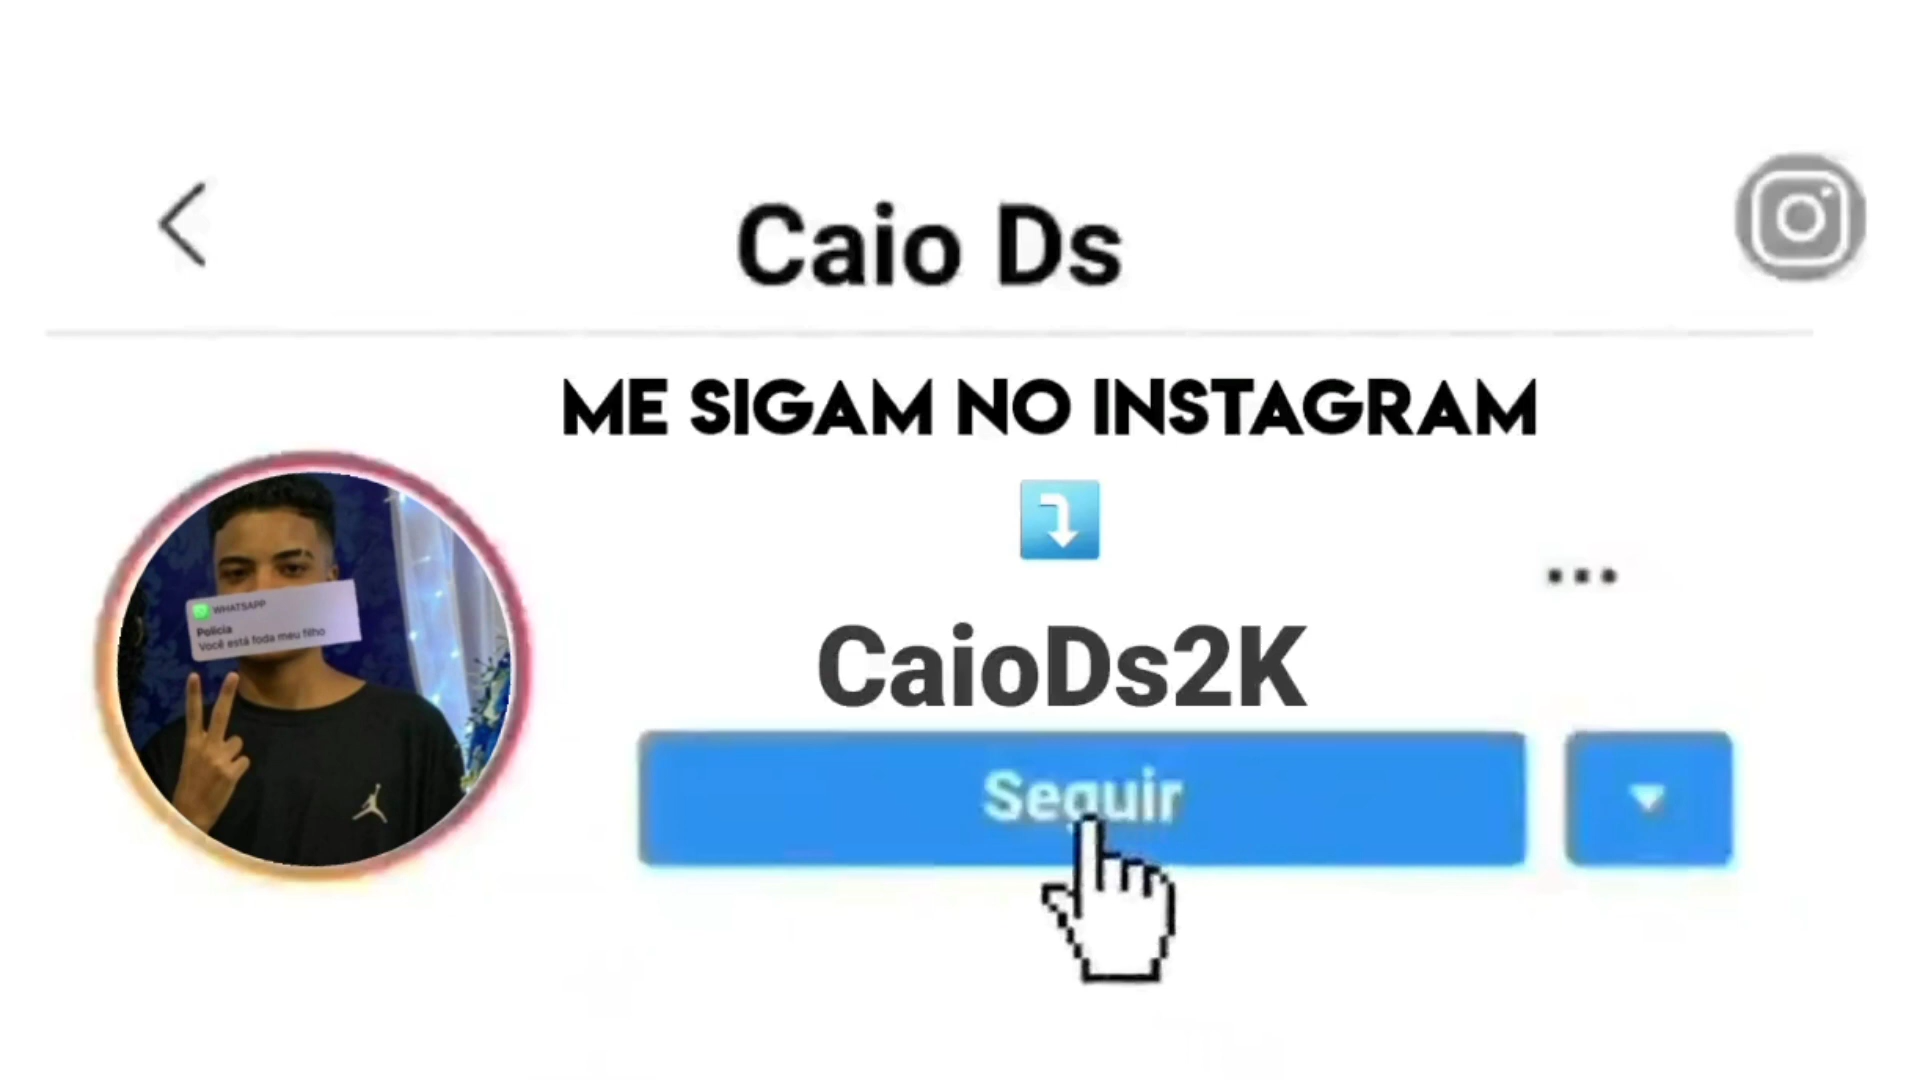 Caio Ds
ME SIGAM NO INSTAGRAM
WHATSAPP
Polícia
Você está foda meu filho
CaioDs2K
Seguir